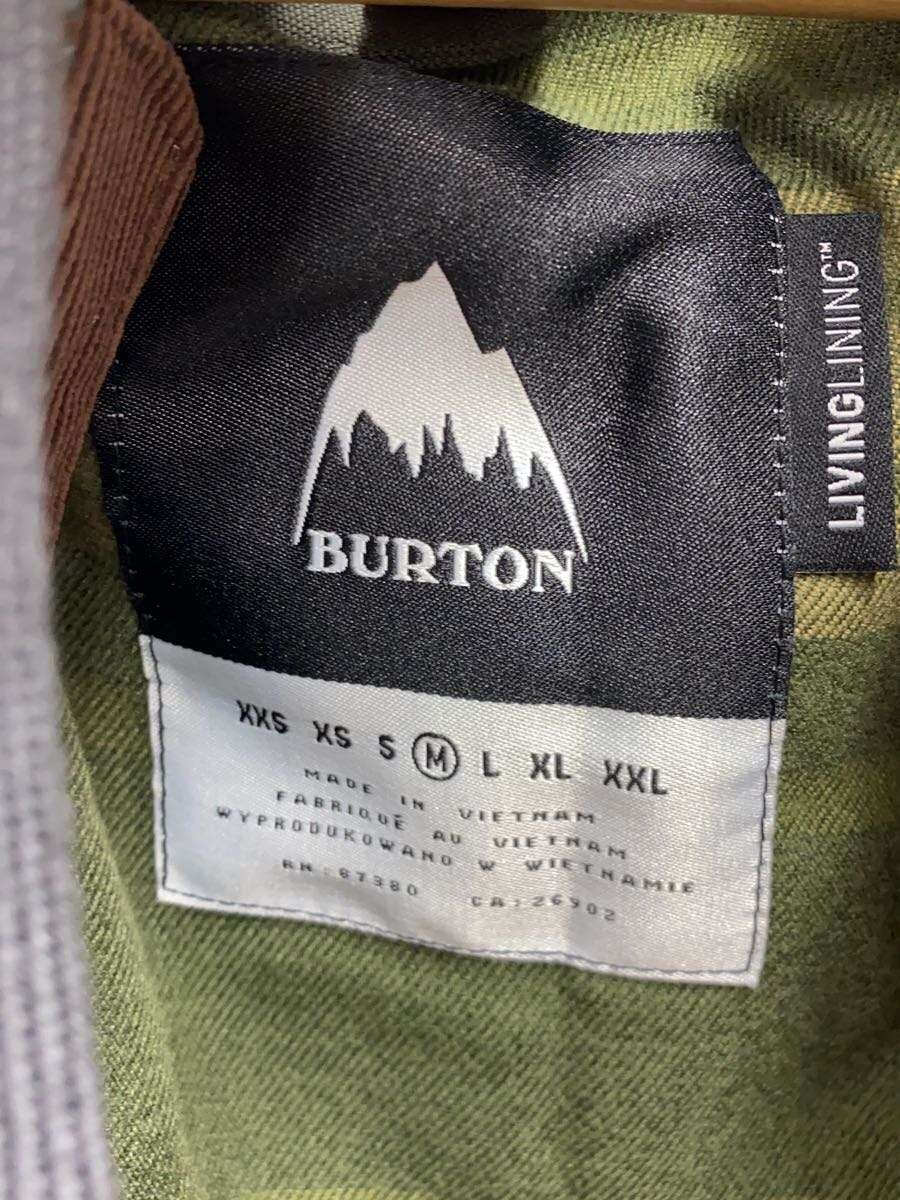 BURTON
LIVINGLINING™
XXS XS S M L XL XXL
MADE IN VIETNAM
FABRIQUÉ AU VIETNAM
WYPRODUKOWANO W WIETNAMIE
RN: 87380 CA: 26902